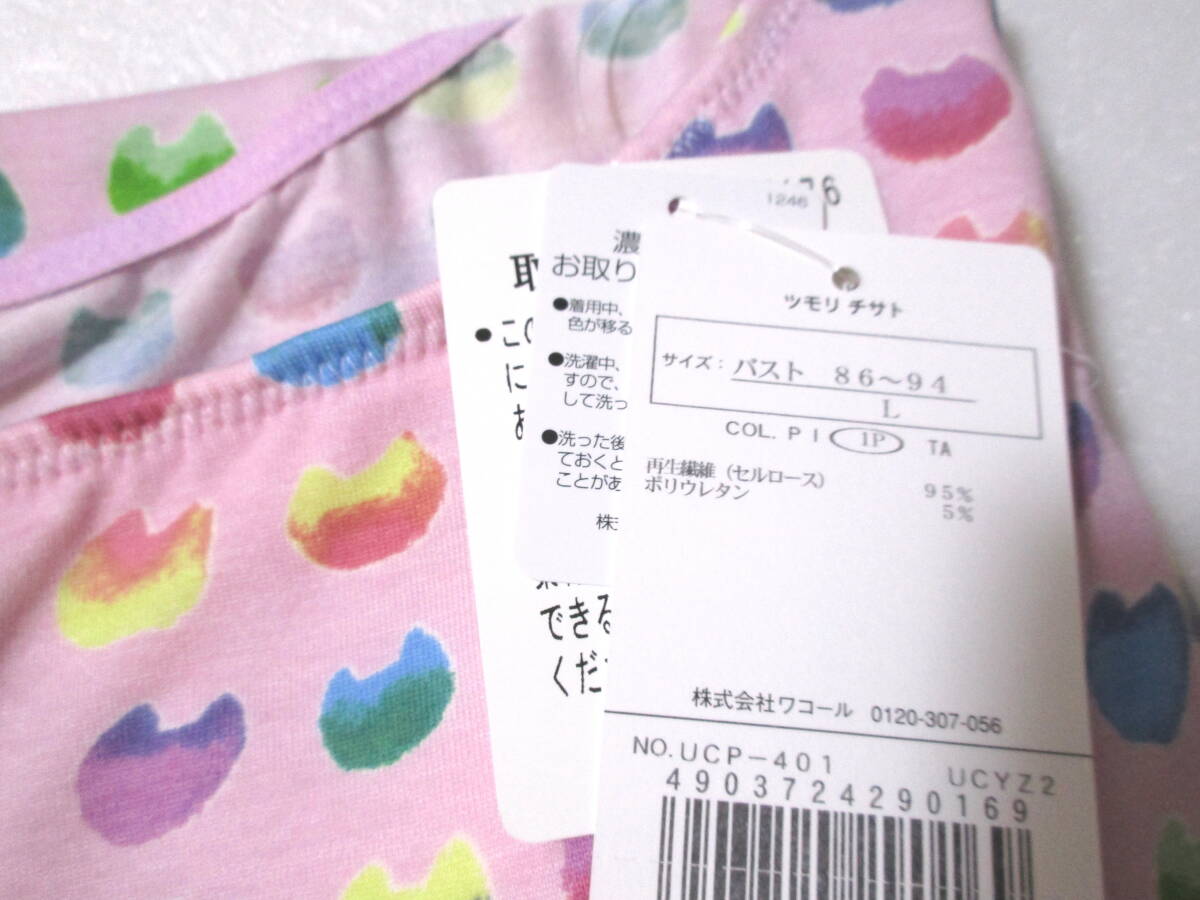 ツモリ チサト
サイズ: バスト 86~94
L
COL. PI 1P TA
再生繊維(セルロース) 95%
ポリウレタン 5%
株式会社ワコール 0120-307-056
NO.UCP-401 UCYZ2
4903724290169
1246
濃
お取り
●着用中、
色が移る
●洗濯中、
すので、
して洗っ
●洗った後
ておくと
ことがあ
株
76
取
•この
に
できる
くだ